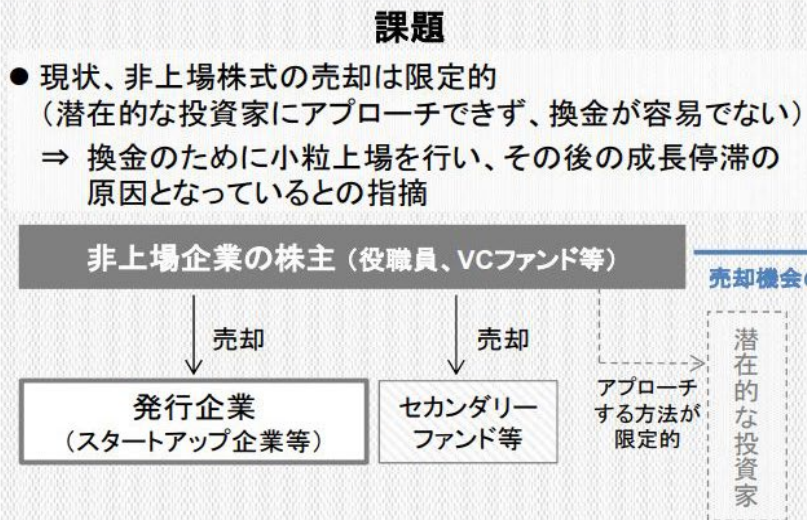 課題
● 現状、非上場株式の売却は限定的
（潜在的な投資家にアプローチできず、換金が容易でない）
⇒ 換金のために小粒上場を行い、その後の成長停滞の
原因となっているとの指摘
非上場企業の株主（役職員、VCファンド等）
売却機会の
売却
売却
発行企業
（スタートアップ企業等）
セカンダリー
ファンド等
アプローチ
する方法が
限定的
潜在的な投資家